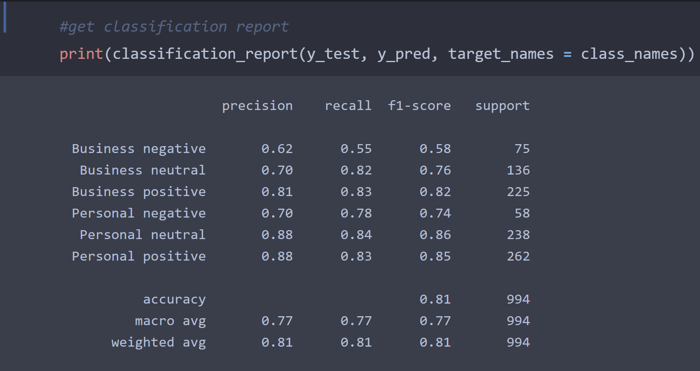 #get classification report
print(classification_report(y_test, y_pred, target_names = class_names))
precision recall f1-score support
Business negative 0.62 0.55 0.58 75
Business neutral 0.70 0.82 0.76 136
Business positive 0.81 0.83 0.82 225
Personal negative 0.70 0.78 0.74 58
Personal neutral 0.88 0.84 0.86 238
Personal positive 0.88 0.83 0.85 262
accuracy 0.81 994
macro avg 0.77 0.77 0.77 994
weighted avg 0.81 0.81 0.81 994